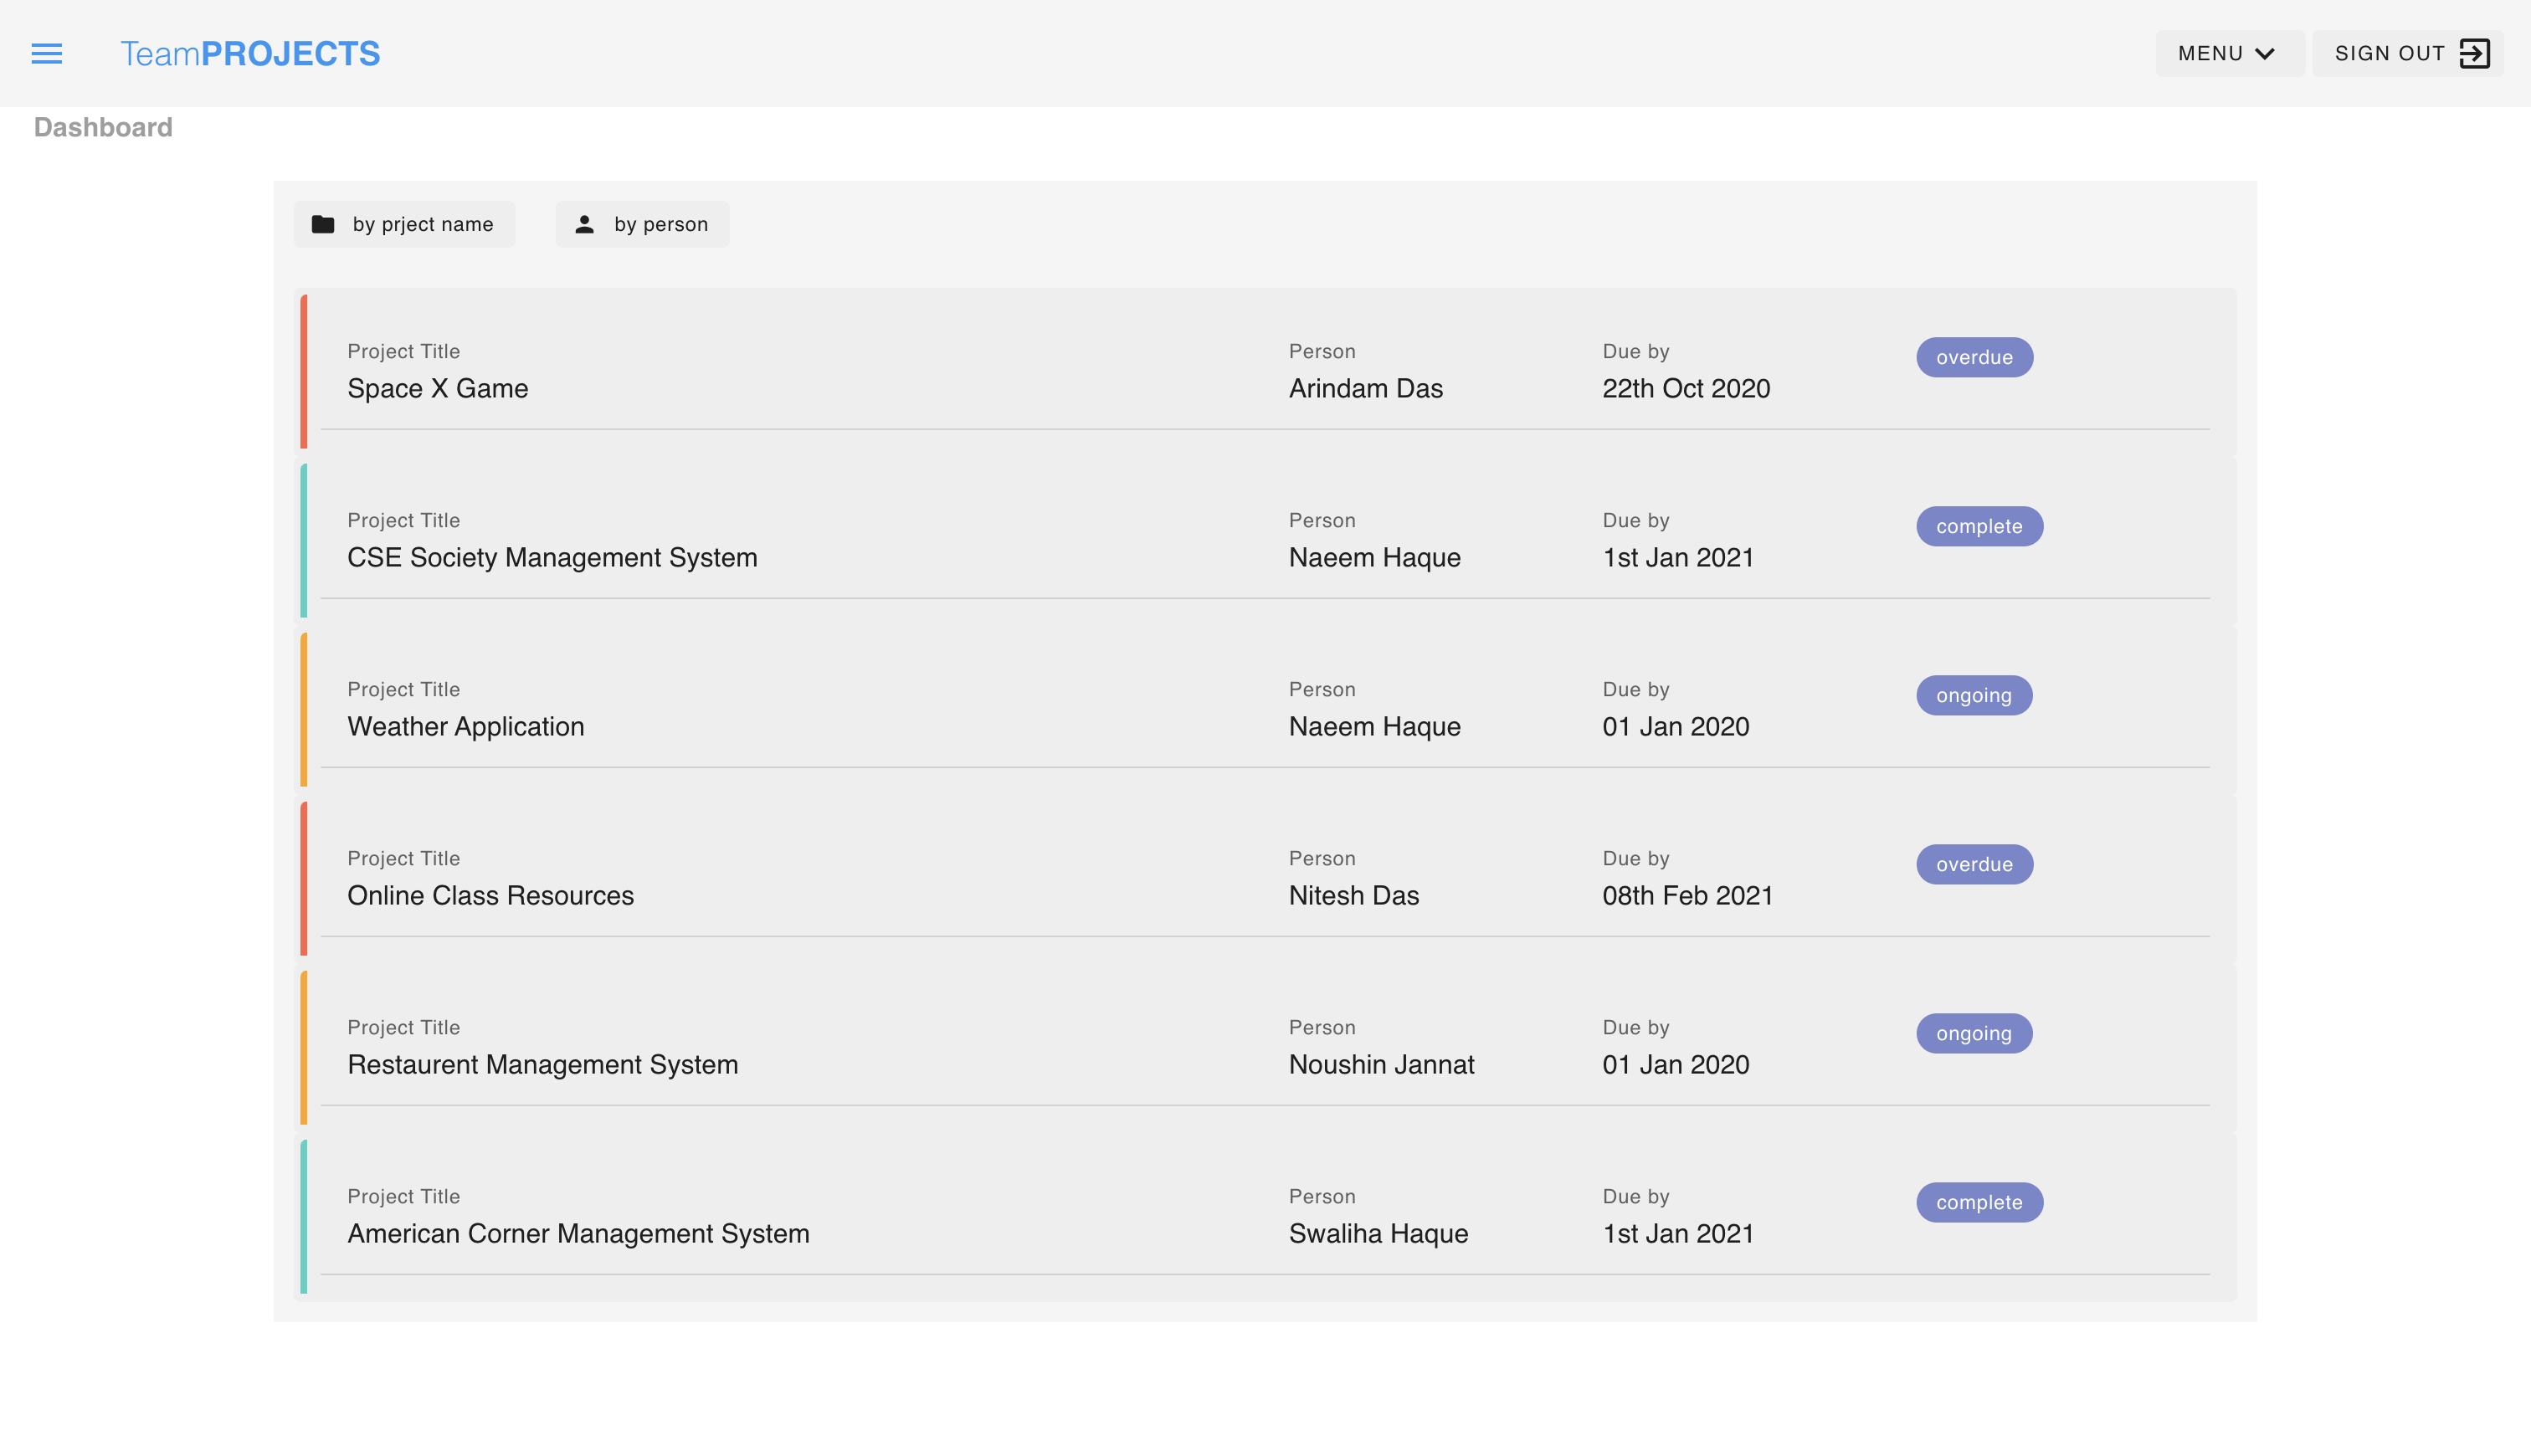 TeamPROJECTS
MENU
SIGN OUT
Dashboard
by prject name
by person
Project Title Person Due by overdue
Space X Game Arindam Das 22th Oct 2020
Project Title Person Due by complete
CSE Society Management System Naeem Haque 1st Jan 2021
Project Title Person Due by ongoing
Weather Application Naeem Haque 01 Jan 2020
Project Title Person Due by overdue
Online Class Resources Nitesh Das 08th Feb 2021
Project Title Person Due by ongoing
Restaurent Management System Noushin Jannat 01 Jan 2020
Project Title Person Due by complete
American Corner Management System Swaliha Haque 1st Jan 2021